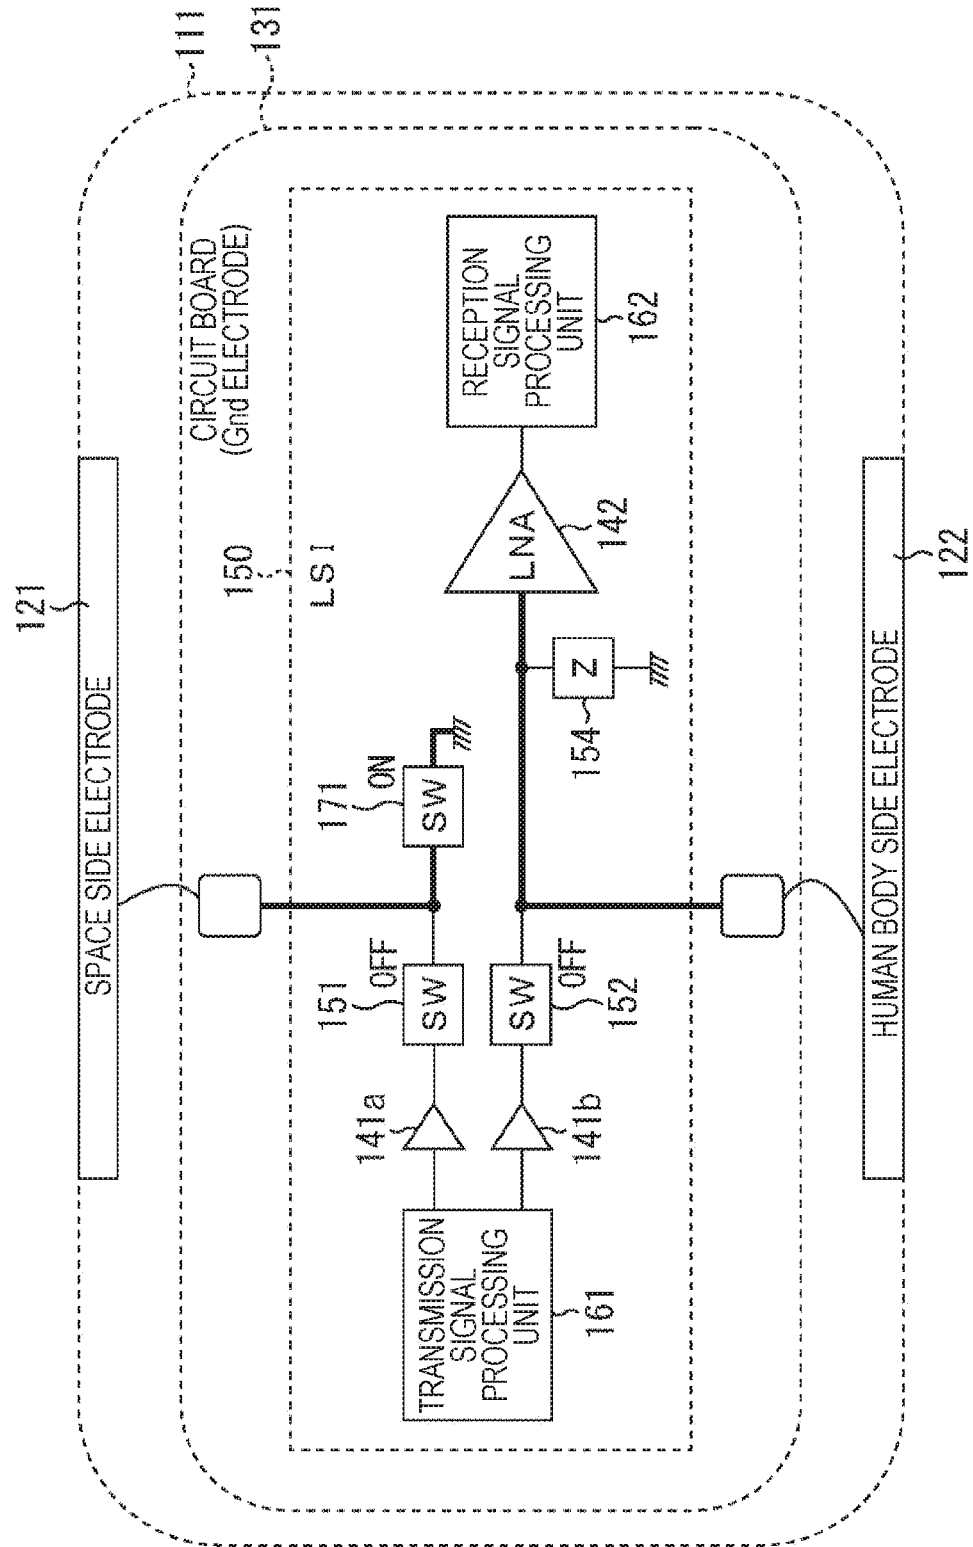 111
131
121
SPACE SIDE ELECTRODE
CIRCUIT BOARD
(Gnd ELECTRODE)
150
LSI
TRANSMISSION
SIGNAL
PROCESSING
UNIT
161
141a
141b
151
OFF
SW
SW
OFF
152
171
ON
SW
Z
154
LNA
142
RECEPTION
SIGNAL
PROCESSING
UNIT
162
HUMAN BODY SIDE ELECTRODE
122